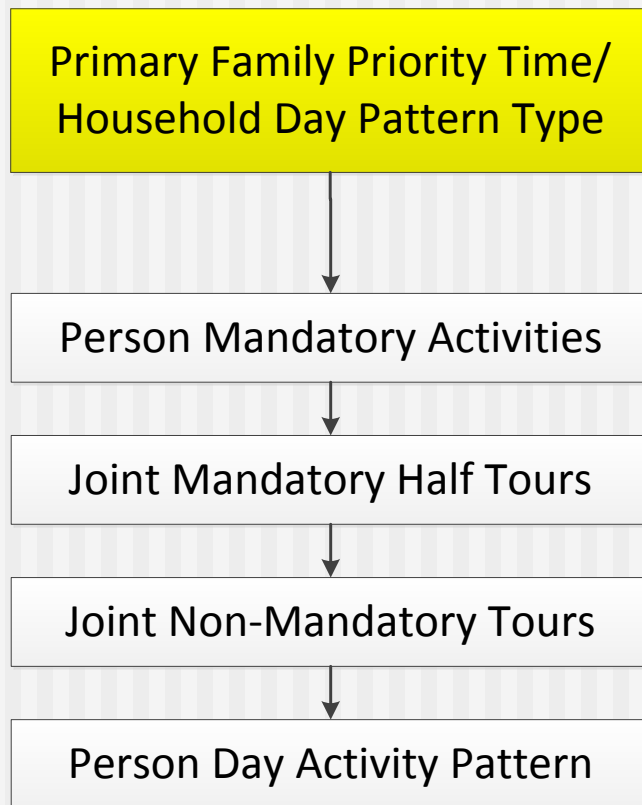 Primary Family Priority Time/
Household Day Pattern Type
Person Mandatory Activities
Joint Mandatory Half Tours
Joint Non-Mandatory Tours
Person Day Activity Pattern